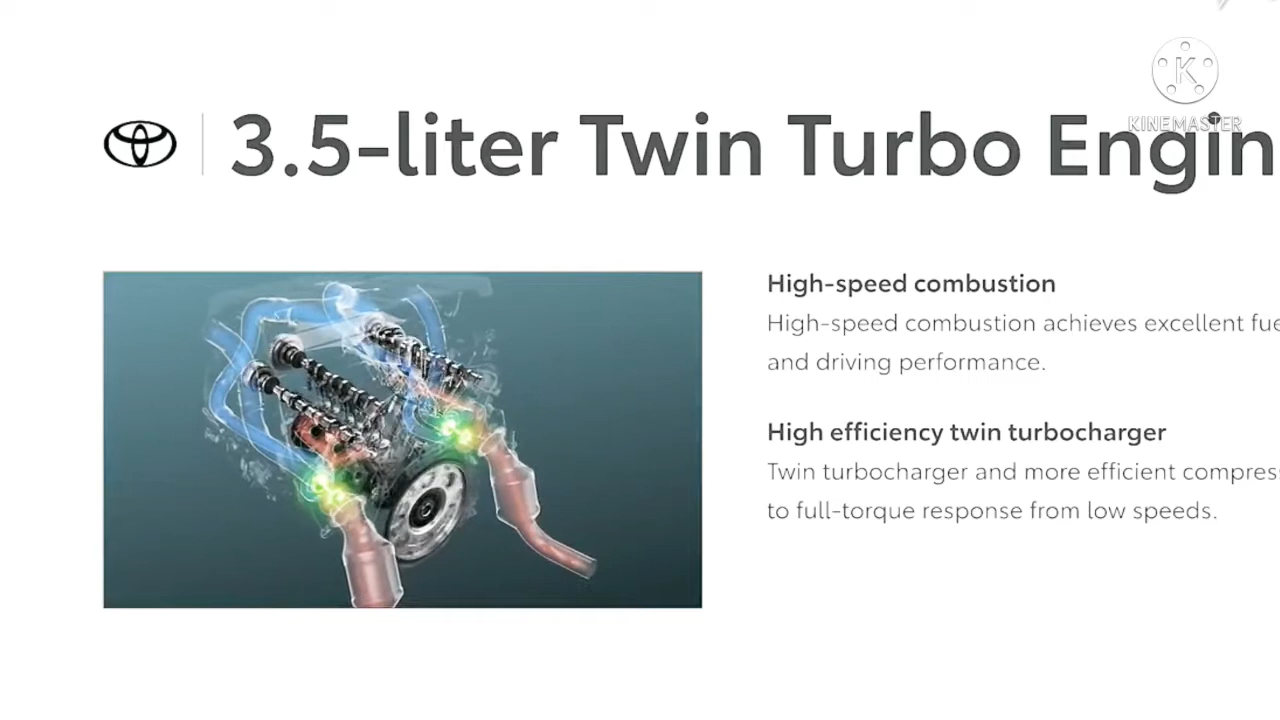 K
KINEMASTER
3.5-liter Twin Turbo Engin
High-speed combustion
High-speed combustion achieves excellent fue
and driving performance.
High efficiency twin turbocharger
Twin turbocharger and more efficient compres
to full-torque response from low speeds.